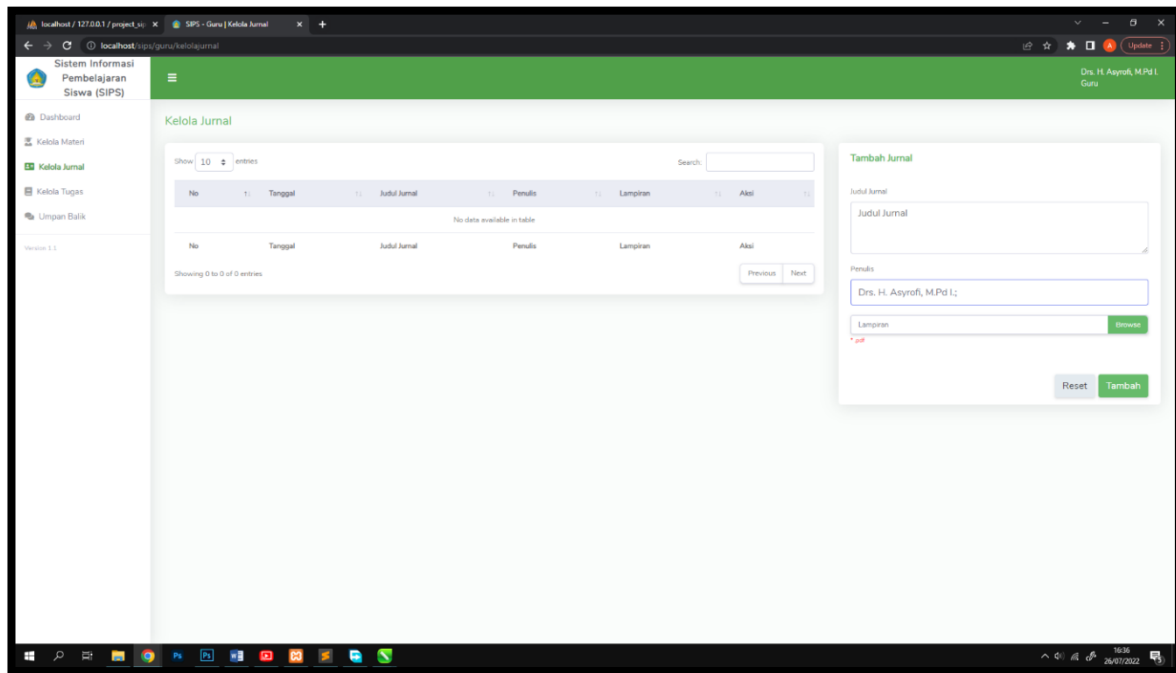 localhost / 127.0.0.1 / project_sip
SIPS - Guru | Kelola Jurnal
localhost/sips/guru/kelolajurnal
Update
Sistem Informasi
Pembelajaran
Siswa (SIPS)
Drs. H. Asyrofi, M.Pd I.
Guru
Dashboard
Kelola Materi
Kelola Jurnal
Kelola Tugas
Umpan Balik
Version 1.1
Kelola Jurnal
Show 10 entries
Search:
No Tanggal Judul Jurnal Penulis Lampiran Aksi
No data available in table
No Tanggal Judul Jurnal Penulis Lampiran Aksi
Showing 0 to 0 of 0 entries
Previous Next
Tambah Jurnal
Judul Jurnal
Judul Jurnal
Penulis
Drs. H. Asyrofi, M.Pd I.;
Lampiran Browse
* .pdf
Reset Tambah
16:36
26/07/2022